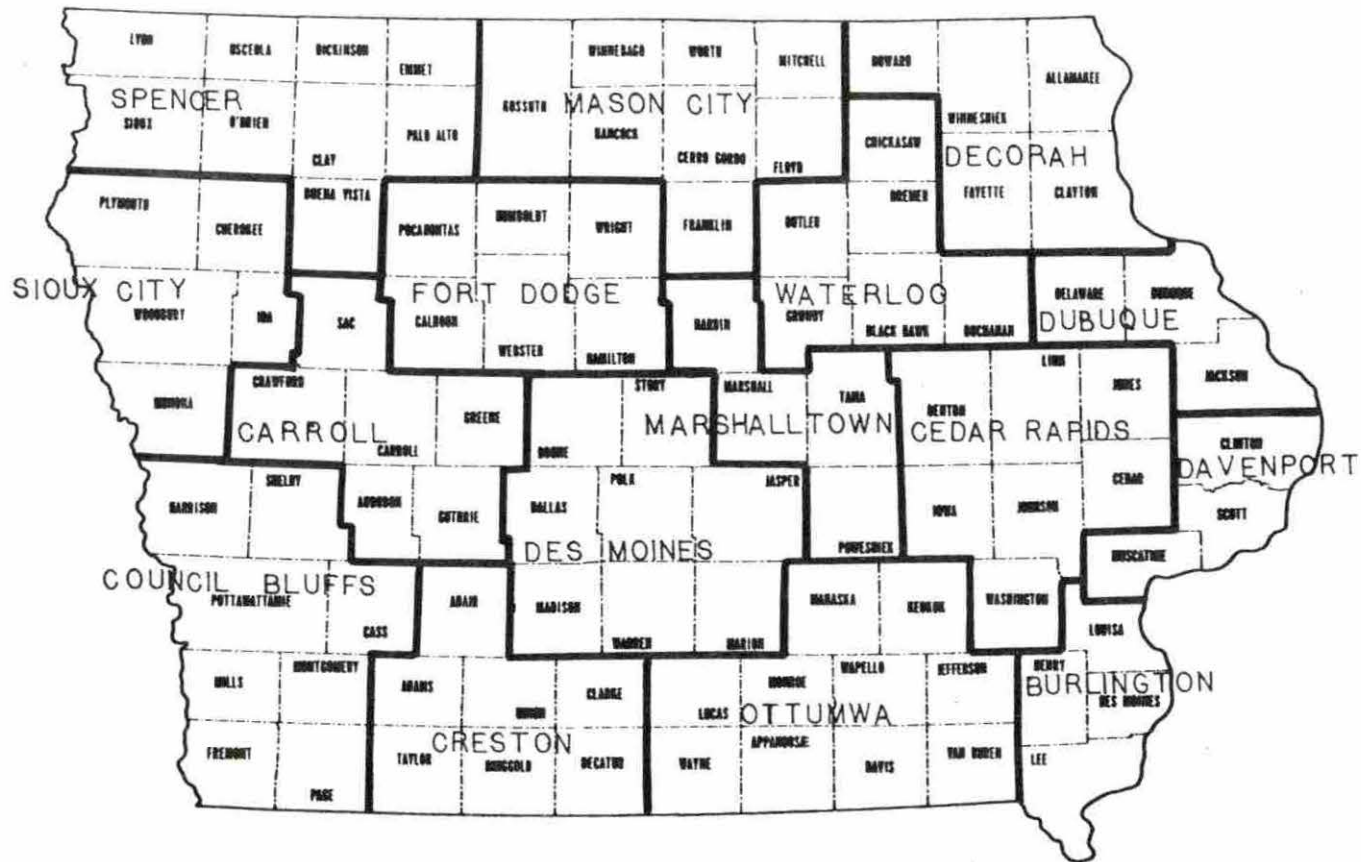 LYON
OSCEOLA
DICKINSON
EMMET
WINNEBAGO
WORTH
MITCHELL
HOWARD
ALLAMAKEE
SPENCER
KOSSUTH
MASON CITY
WINNESHIEK
SIOUX
O'BRIEN
PALO ALTO
HANCOCK
CHICKASAW
CLAY
CERRO GORDO
FLOYD
DECORAH
PLYMOUTH
BUENA VISTA
CHEROKEE
POCAHONTAS
HUMBOLDT
WRIGHT
FRANKLIN
BUTLER
BREMER
FAYETTE
CLAYTON
SIOUX CITY
FORT DODGE
WATERLOO
DELAWARE
DUBUQUE
WOODBURY
IDA
SAC
CALHOUN
WEBSTER
HAMILTON
HARDIN
GRUNDY
BLACK HAWK
BUCHANAN
DUBUQUE
MONONA
CRAWFORD
CARROLL
GREENE
STORY
MARSHALL
TAMA
LINN
JONES
JACKSON
CARROLL
BOONE
MARSHALLTOWN
BENTON
CEDAR RAPIDS
CLINTON
DAVENPORT
HARRISON
SHELBY
AUDUBON
GUTHRIE
DALLAS
POLK
JASPER
IOWA
JOHNSON
CEDAR
SCOTT
DES MOINES
POWESHIEK
MUSCATINE
COUNCIL BLUFFS
POTTAWATTAMIE
CASS
ADAIR
MADISON
WARREN
MARION
MAHASKA
KEOKUK
WASHINGTON
LOUISA
MILLS
MONTGOMERY
ADAMS
UNION
CLARKE
LUCAS
MONROE
WAPELLO
JEFFERSON
HENRY
BURLINGTON
DES MOINES
CRESTON
OTTUMWA
FREMONT
PAGE
TAYLOR
RINGGOLD
DECATUR
WAYNE
APPANOOSE
DAVIS
VAN BUREN
LEE